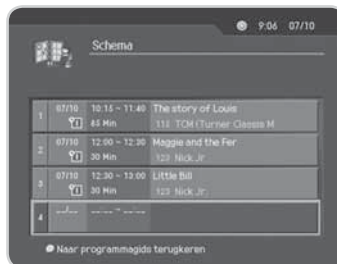 9:06 07/10
Schema
1 07/10 10:15 ~ 11:40 The story of Louis
85 Min 113 TCM (Turner Classic M
2 07/10 12:00 ~ 12:30 Maggie and the Fer
30 Min 123 Nick Jr.
3 07/10 12:30 ~ 13:00 Little Bill
30 Min 123 Nick Jr.
4 --/-- --:-- ~ --:--
Naar programmagids terugkeren